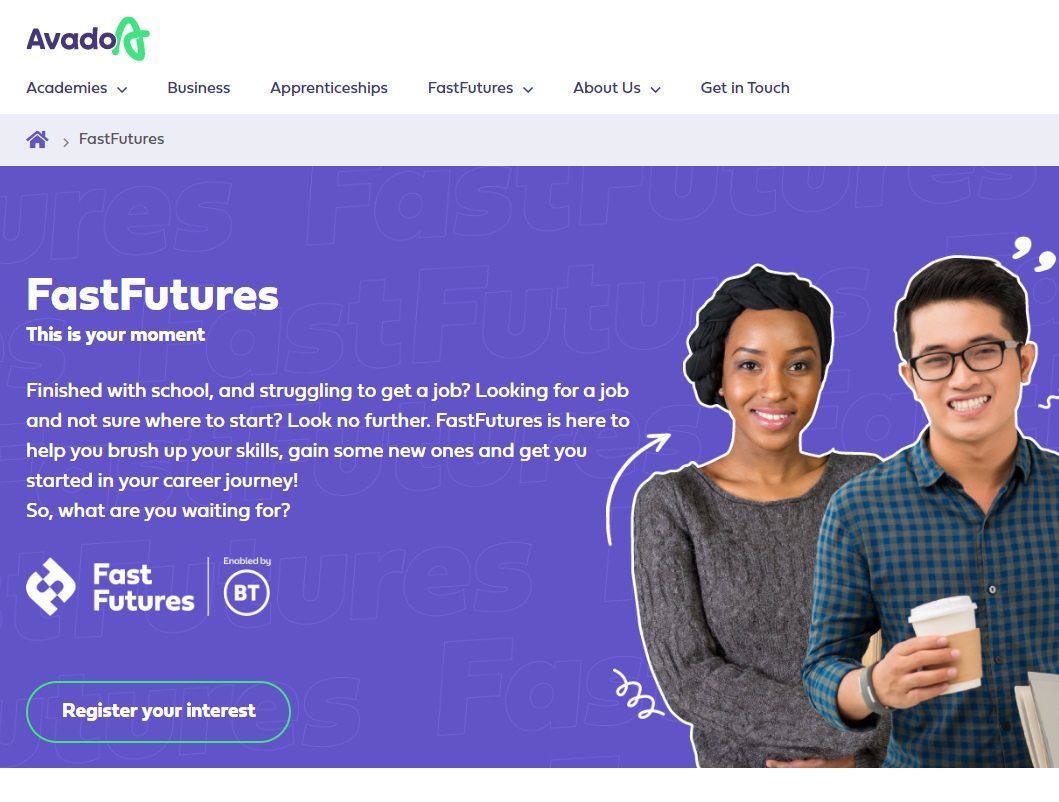 Avado
Academies
Business
Apprenticeships
FastFutures
About Us
Get in Touch
FastFutures
FastFutures
This is your moment
Finished with school, and struggling to get a job? Looking for a job
and not sure where to start? Look no further. FastFutures is here to
help you brush up your skills, gain some new ones and get you
started in your career journey!
So, what are you waiting for?
Fast
Futures
Enabled by
BT
Register your interest